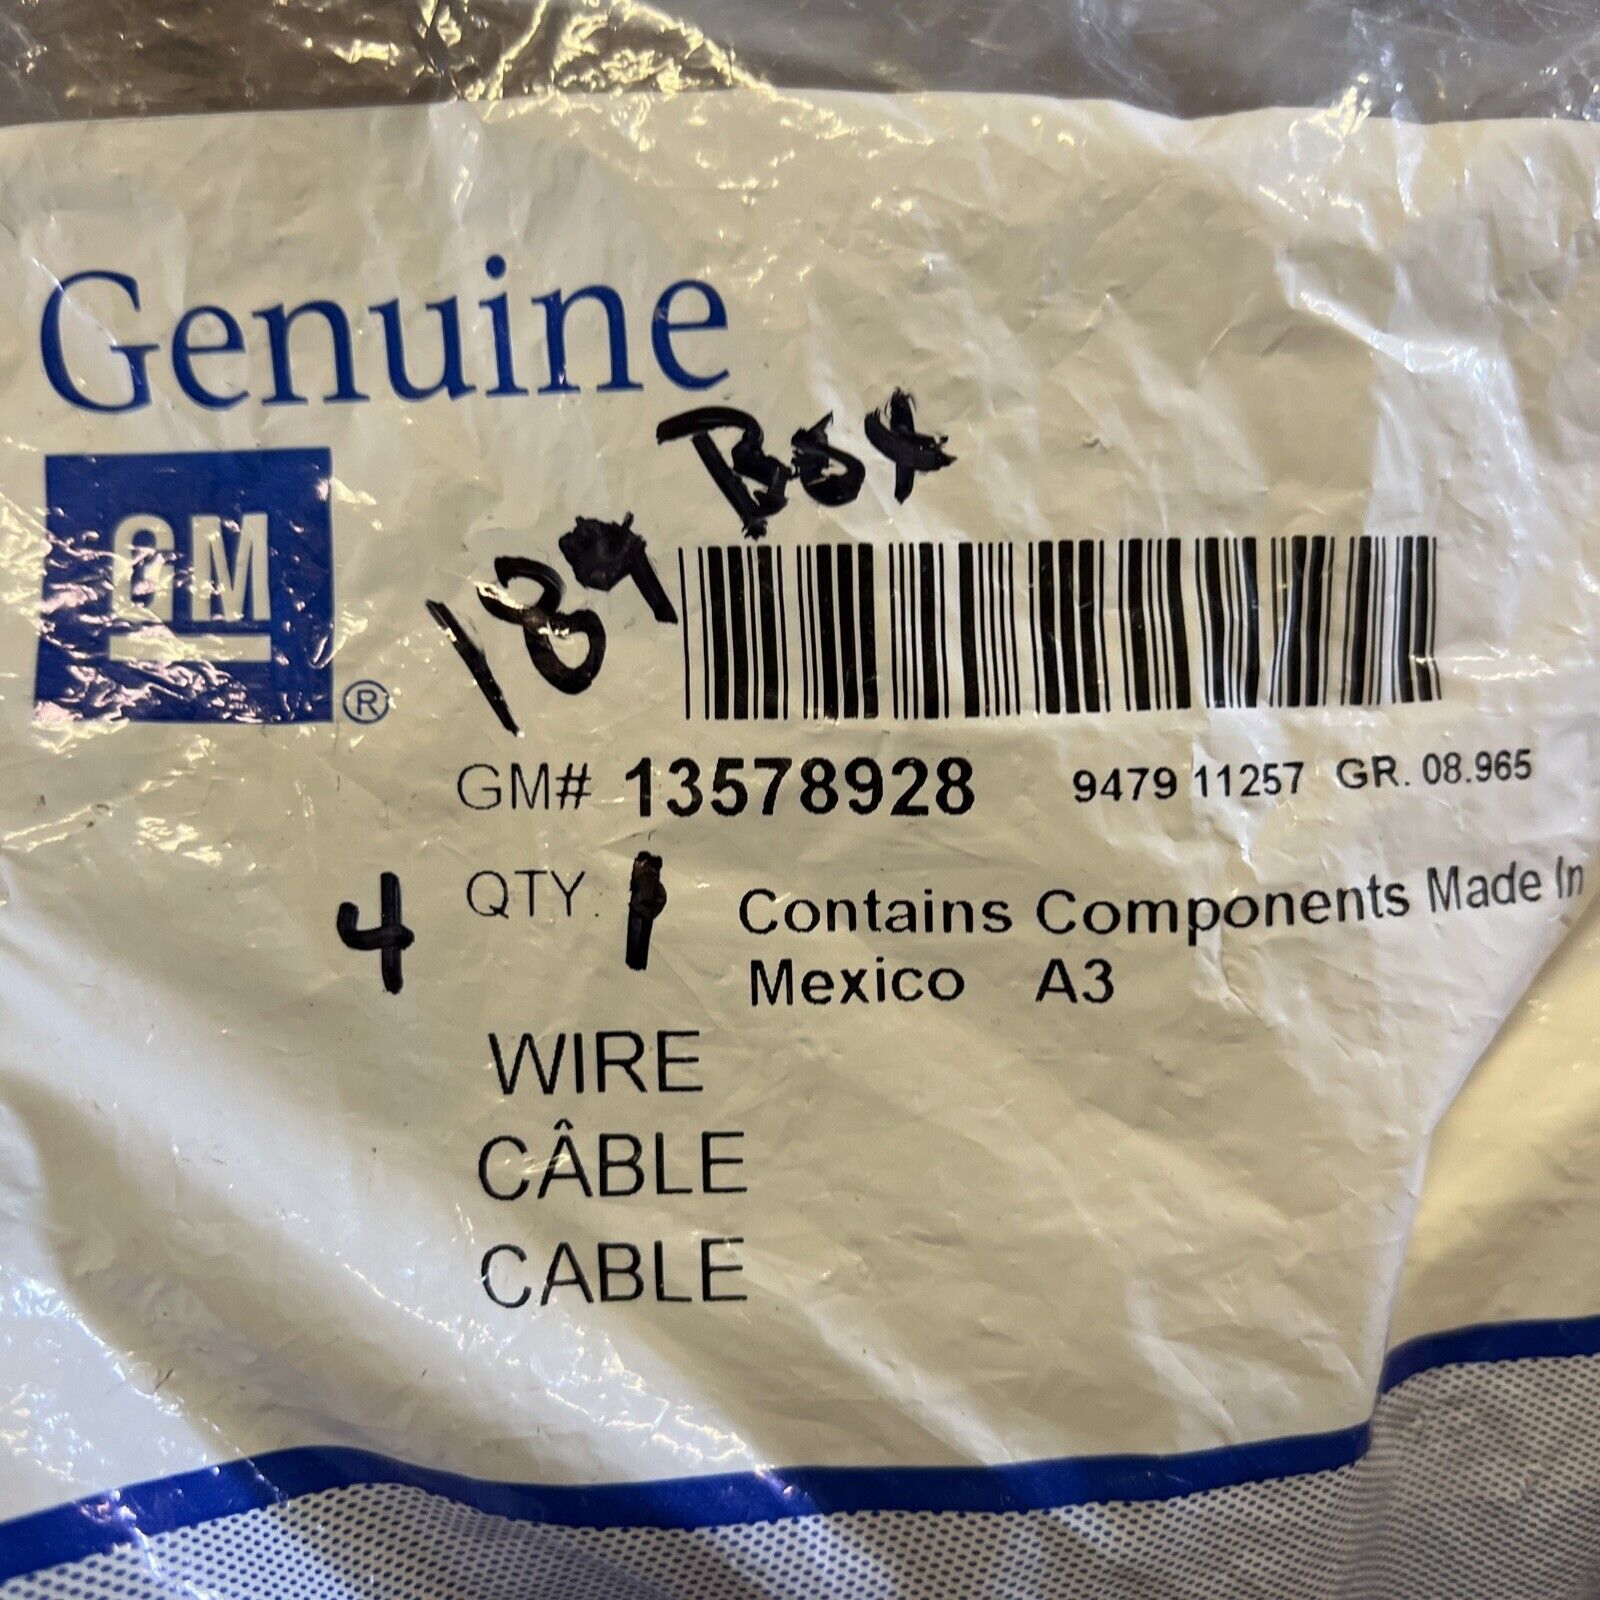 Genuine
Box
189
GM
®
GM# 13578928 9479 11257 GR. 08.965
4 QTY. 1 Contains Components Made In
Mexico A3
WIRE
CÂBLE
CABLE